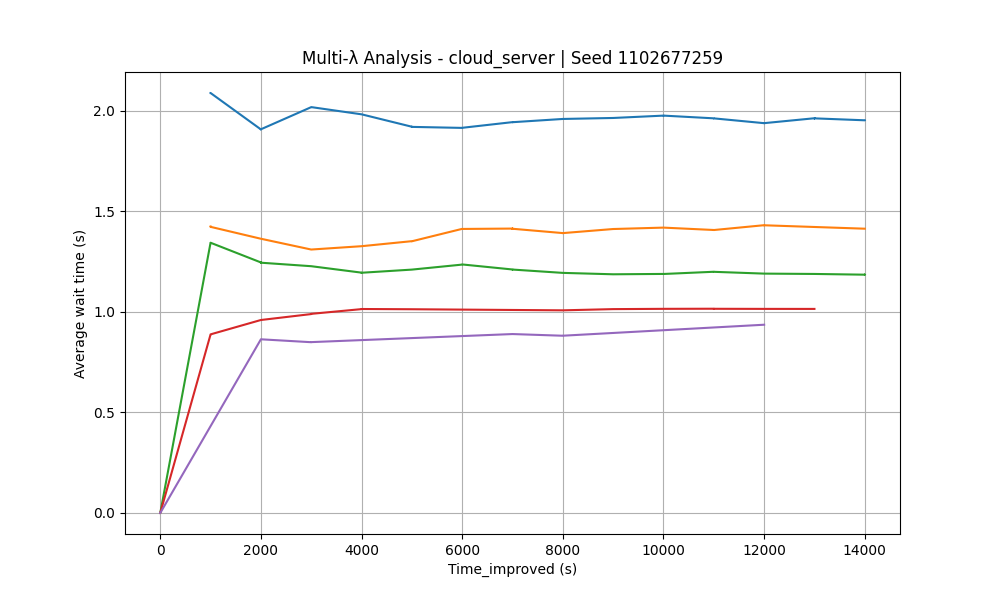 Multi-λ Analysis - cloud_server | Seed 1102677259
Average wait time (s)
2.0
1.5
1.0
0.5
0.0
0 2000 4000 6000 8000 10000 12000 14000
Time_improved (s)